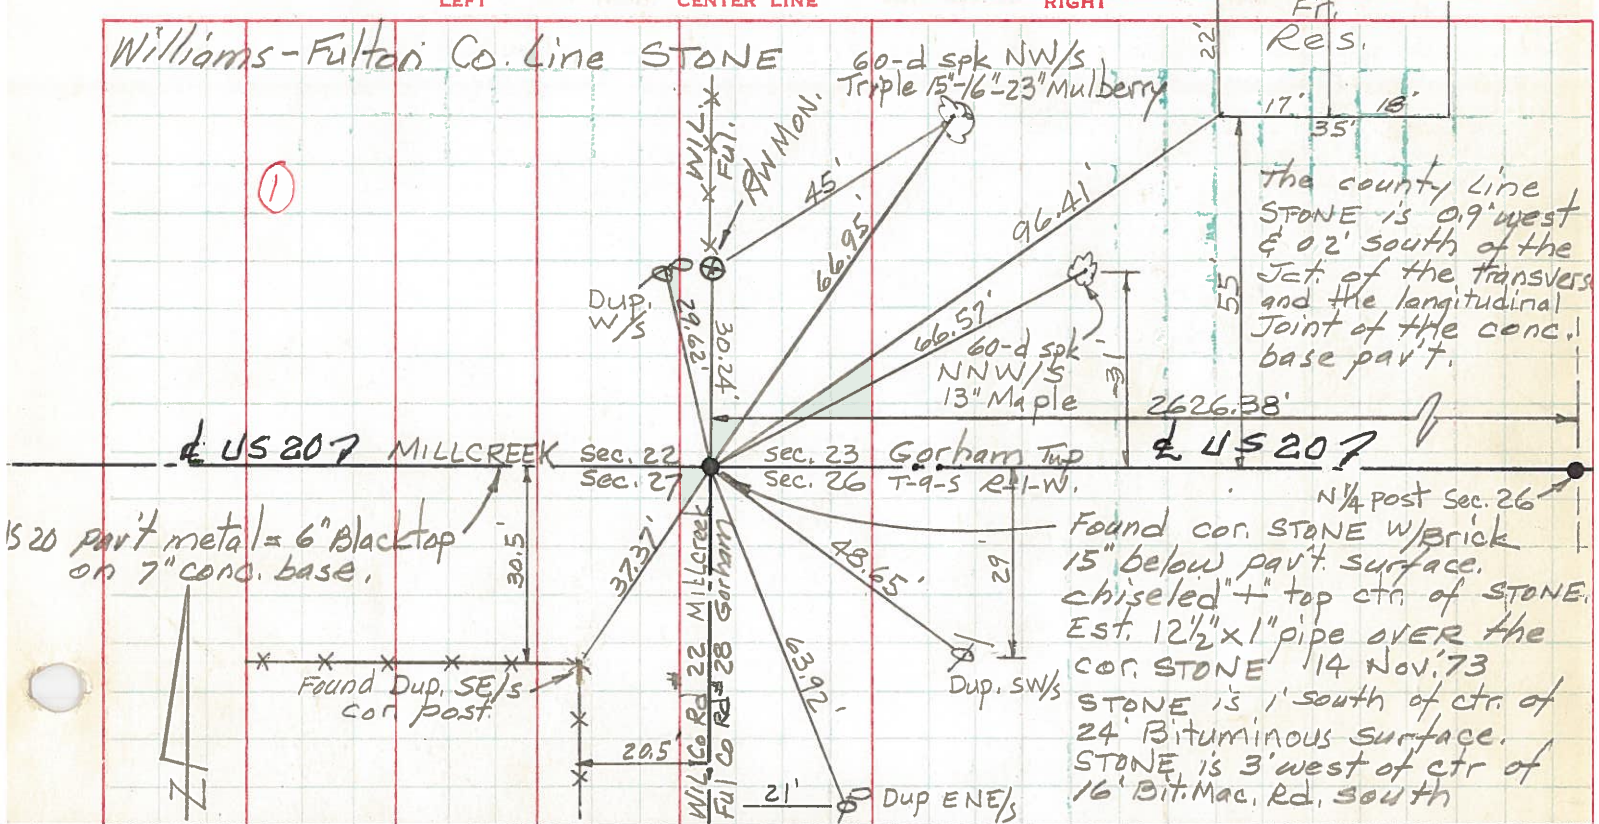 LEFT
CENTER LINE
RIGHT
Williams-Fulton Co. Line STONE
60-d spk NW/s
Triple 15"-16"-23" Mulberry
Fr.
Res.
22'
17'
18'
35'
1
WIL.
Ful.
R/W MON.
45'
66.95'
96.41'
66.57'
Dup.
W/s
29.62'
30.24'
60-d spk
NNW/S
13" Maple
31'
55'
The county Line
STONE is 0.9' west
& 0.2' south of the
Jct. of the transvers
and the longitudinal
Joint of the conc.
base pav't.
2626.38'
℄ US 207
MILLCREEK
Sec. 22
Sec. 23
Gorham Twp
℄ US 207
Sec. 27
Sec. 26
T-9-S R-1-W.
N¼ post Sec. 26
US 20 pav't metal = 6" Blacktop
on 7" conc. base.
30.5'
37.37'
48.65'
29'
63.92'
Found cor. STONE W/Brick
15" below pav't. surface.
chiseled "+" top ctr. of STONE.
Est. 12½" x 1" pipe OVER the
cor. STONE 14 Nov. '73
STONE is 1' south of ctr. of
24' Bituminous surface.
STONE is 3' west of ctr of
16' Bit. Mac. Rd. south
Found Dup. SE/s
cor. post.
Dup. SW/s
20.5'
WIL. Co Rd 22 Millcreek
Ful Co Rd #28 Gorham
21'
Dup ENE/s
N